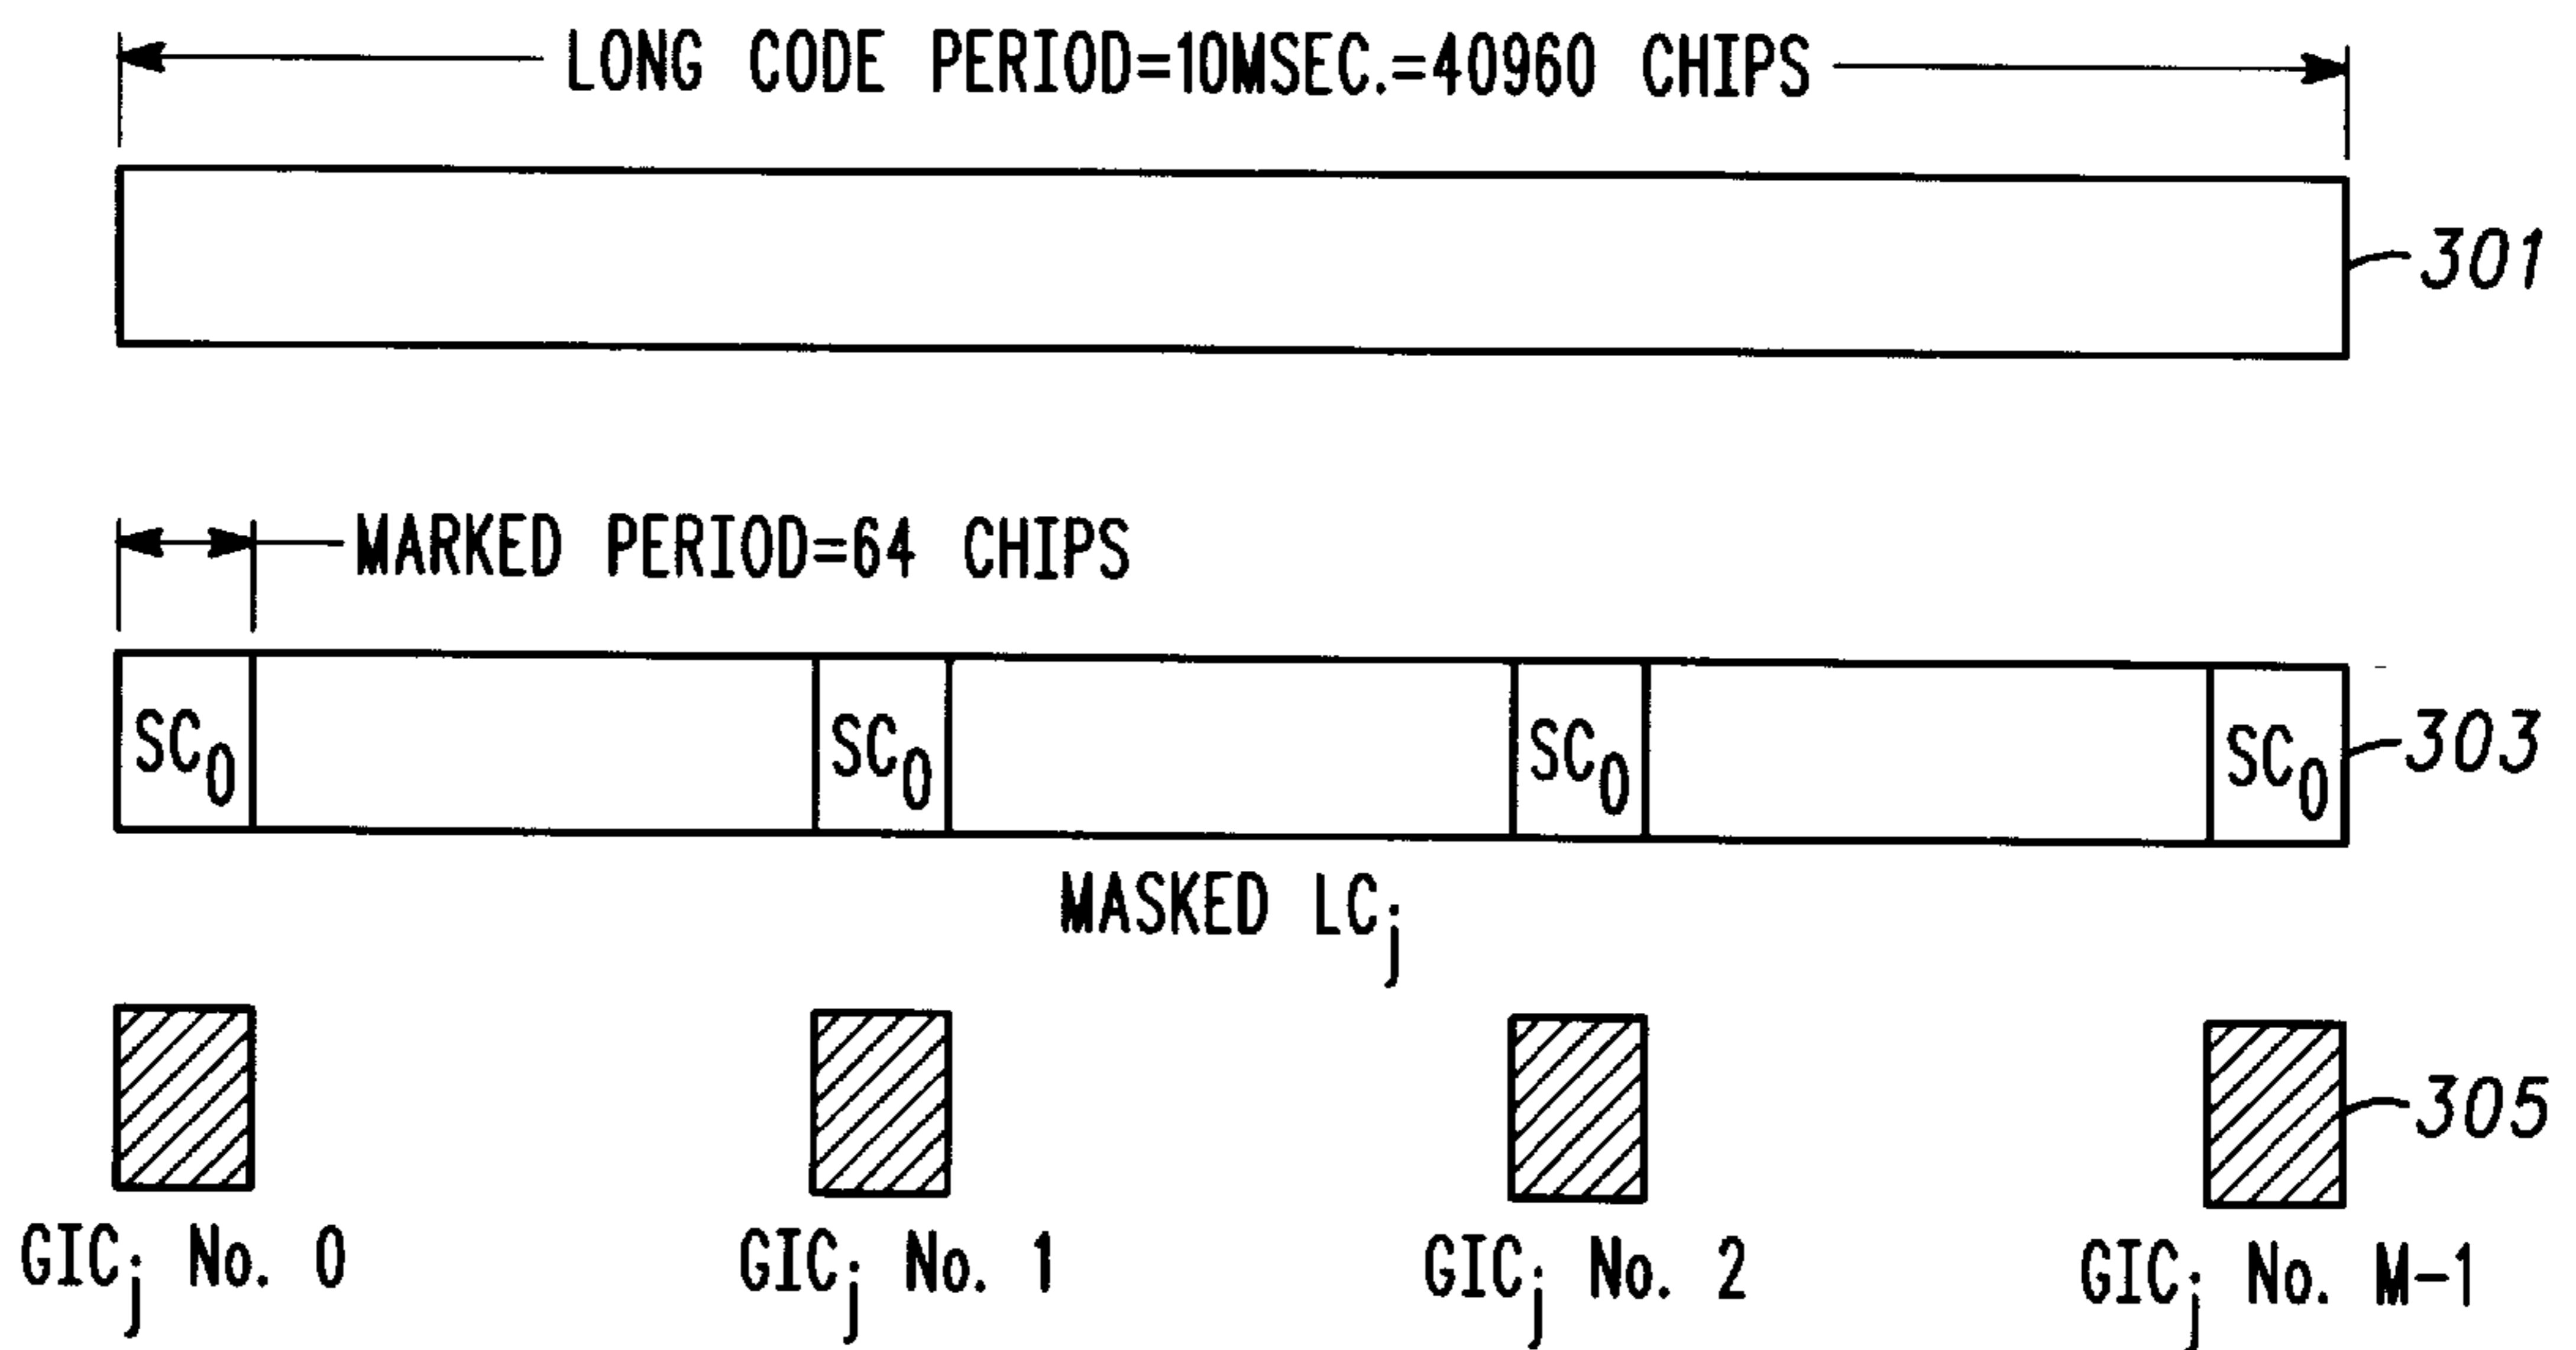 LONG CODE PERIOD=10MSEC.=40960 CHIPS
301
MARKED PERIOD=64 CHIPS
SC0 SC0 SC0 SC0
303
MASKED LCj
305
GICj No. 0 GICj No. 1 GICj No. 2 GICj No. M-1